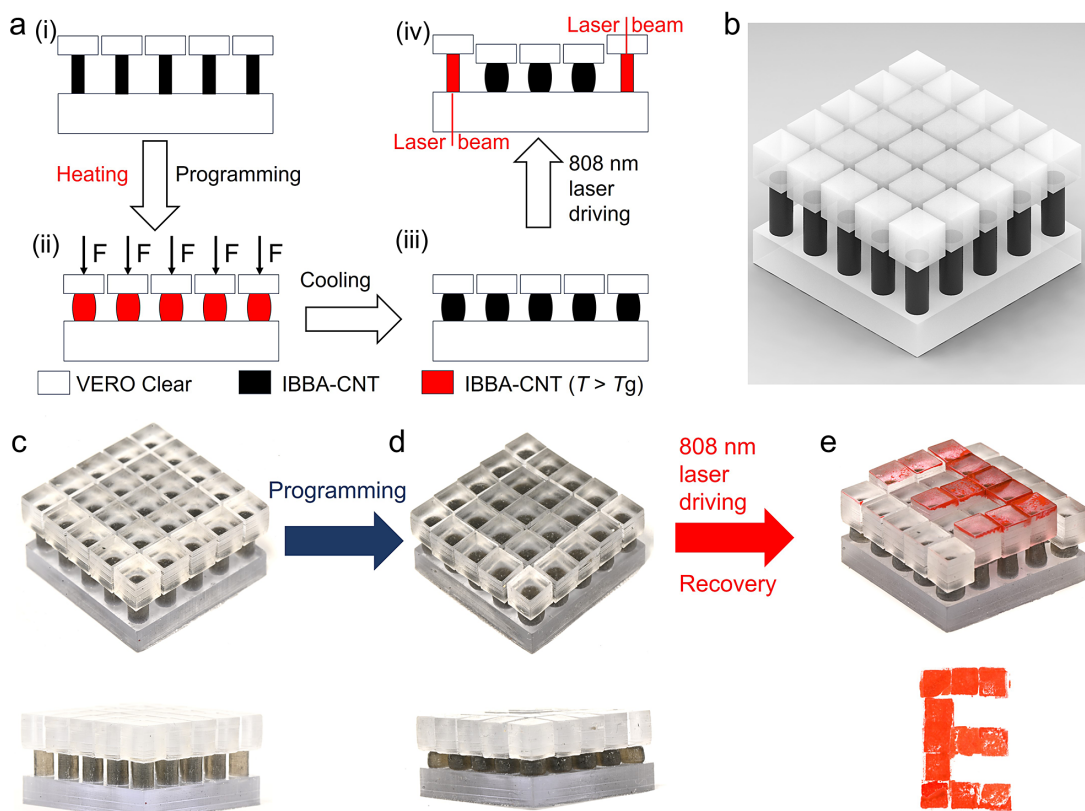 a
(i)
Heating
Programming
(ii)
F F F F F
Cooling
(iii)
(iv)
Laser beam
Laser beam
808 nm
laser
driving
VERO Clear
IBBA-CNT
IBBA-CNT (T > Tg)
b
c
Programming
d
808 nm
laser
driving
Recovery
e
E